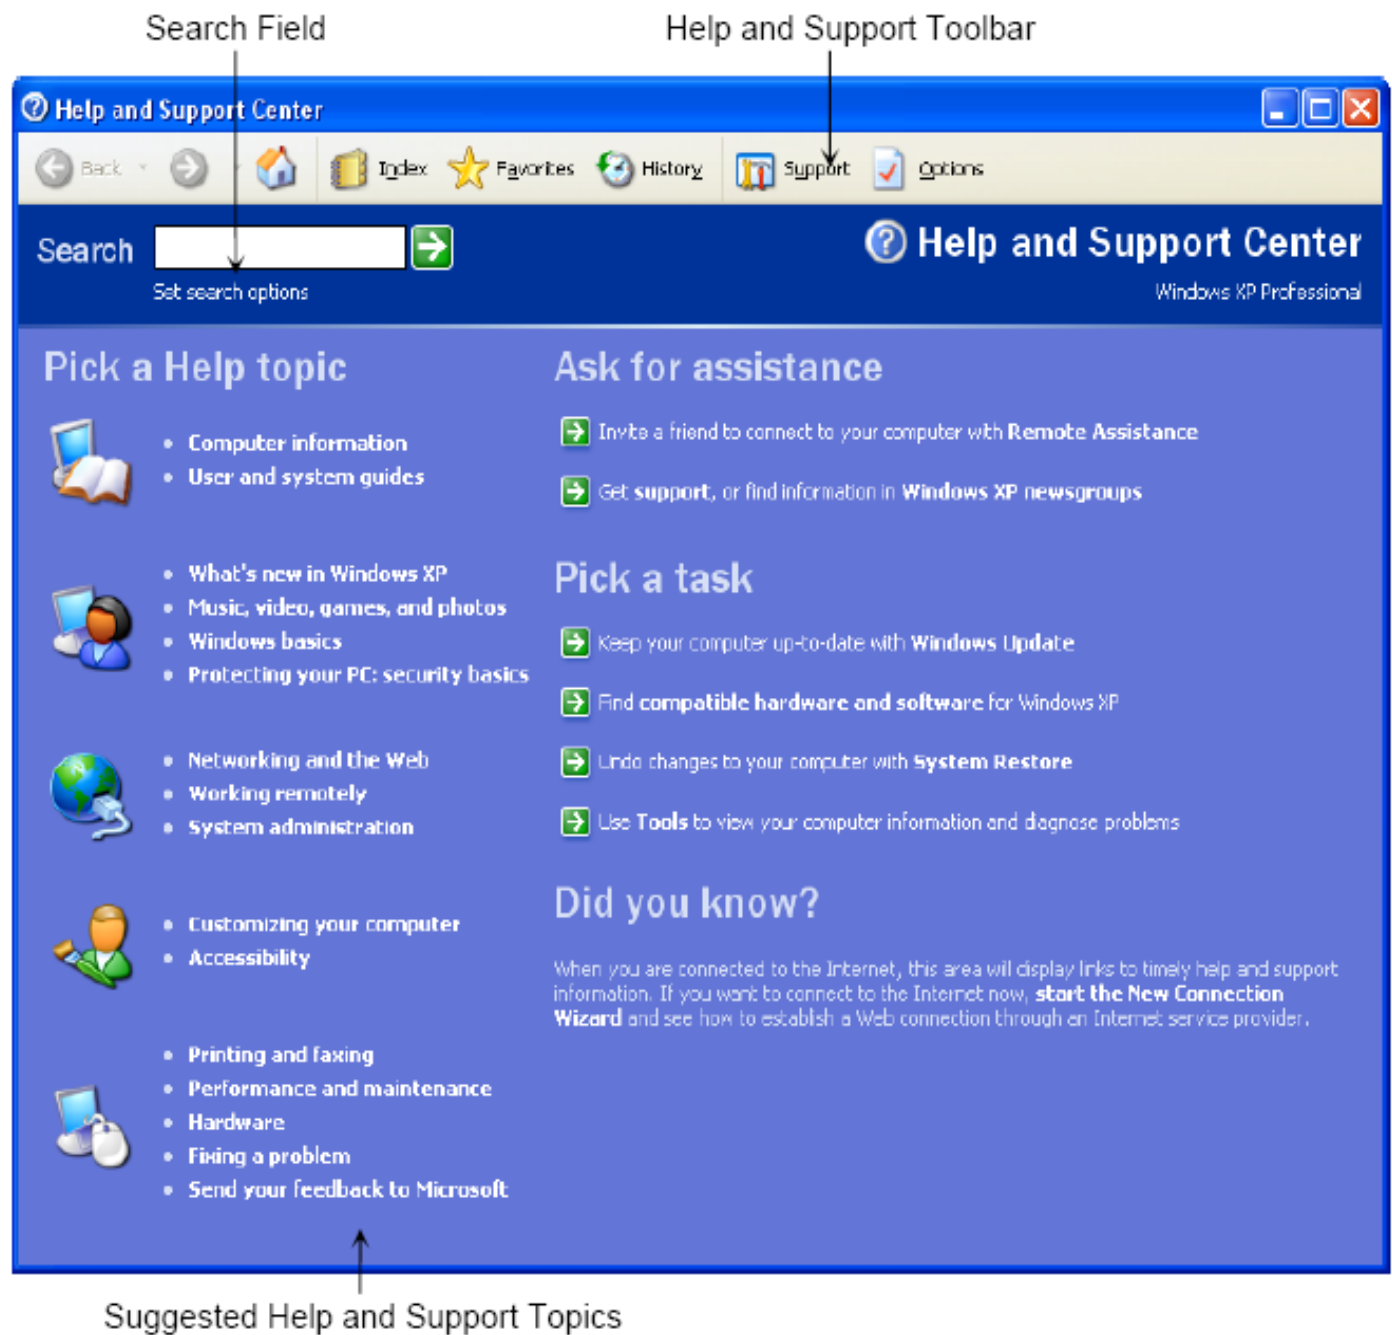 Search Field
Help and Support Toolbar
Help and Support Center
Back
Index
Favorites
History
Support
Options
Search
Set search options
Help and Support Center
Windows XP Professional
Pick a Help topic
Computer information
User and system guides
What's new in Windows XP
Music, video, games, and photos
Windows basics
Protecting your PC: security basics
Networking and the Web
Working remotely
System administration
Customizing your computer
Accessibility
Printing and faxing
Performance and maintenance
Hardware
Fixing a problem
Send your feedback to Microsoft
Ask for assistance
Invite a friend to connect to your computer with Remote Assistance
Get support, or find information in Windows XP newsgroups
Pick a task
Keep your computer up-to-date with Windows Update
Find compatible hardware and software for Windows XP
Undo changes to your computer with System Restore
Use Tools to view your computer information and diagnose problems
Did you know?
When you are connected to the Internet, this area will display links to timely help and support
information. If you want to connect to the Internet now, start the New Connection
Wizard and see how to establish a Web connection through an Internet service provider.
Suggested Help and Support Topics